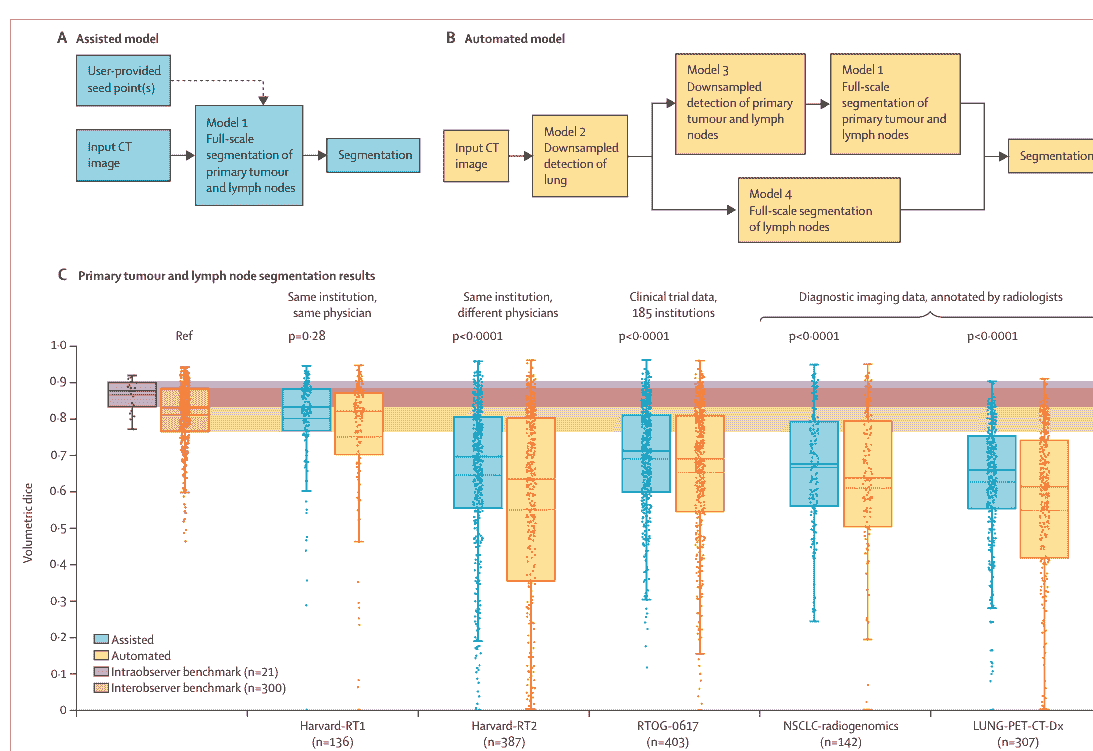 A Assisted model
User-provided
seed point(s)
Input CT
image
Model 1
Full-scale
segmentation of
primary tumour
and lymph nodes
Segmentation
B Automated model
Input CT
image
Model 2
Downsampled
detection of
lung
Model 3
Downsampled
detection of primary
tumour and lymph
nodes
Model 1
Full-scale
segmentation of
primary tumour and
lymph nodes
Model 4
Full-scale segmentation
of lymph nodes
Segmentation
C Primary tumour and lymph node segmentation results
Same institution,
same physician
Same institution,
different physicians
Clinical trial data,
185 institutions
Diagnostic imaging data, annotated by radiologists
Ref
p=0·28
p<0·0001
p<0·0001
p<0·0001
p<0·0001
Volumetric dice
1·0
0·9
0·8
0·7
0·6
0·5
0·4
0·3
0·2
0·1
0
Assisted
Automated
Intraobserver benchmark (n=21)
Interobserver benchmark (n=300)
Harvard-RT1
(n=136)
Harvard-RT2
(n=387)
RTOG-0617
(n=403)
NSCLC-radiogenomics
(n=142)
LUNG-PET-CT-Dx
(n=307)